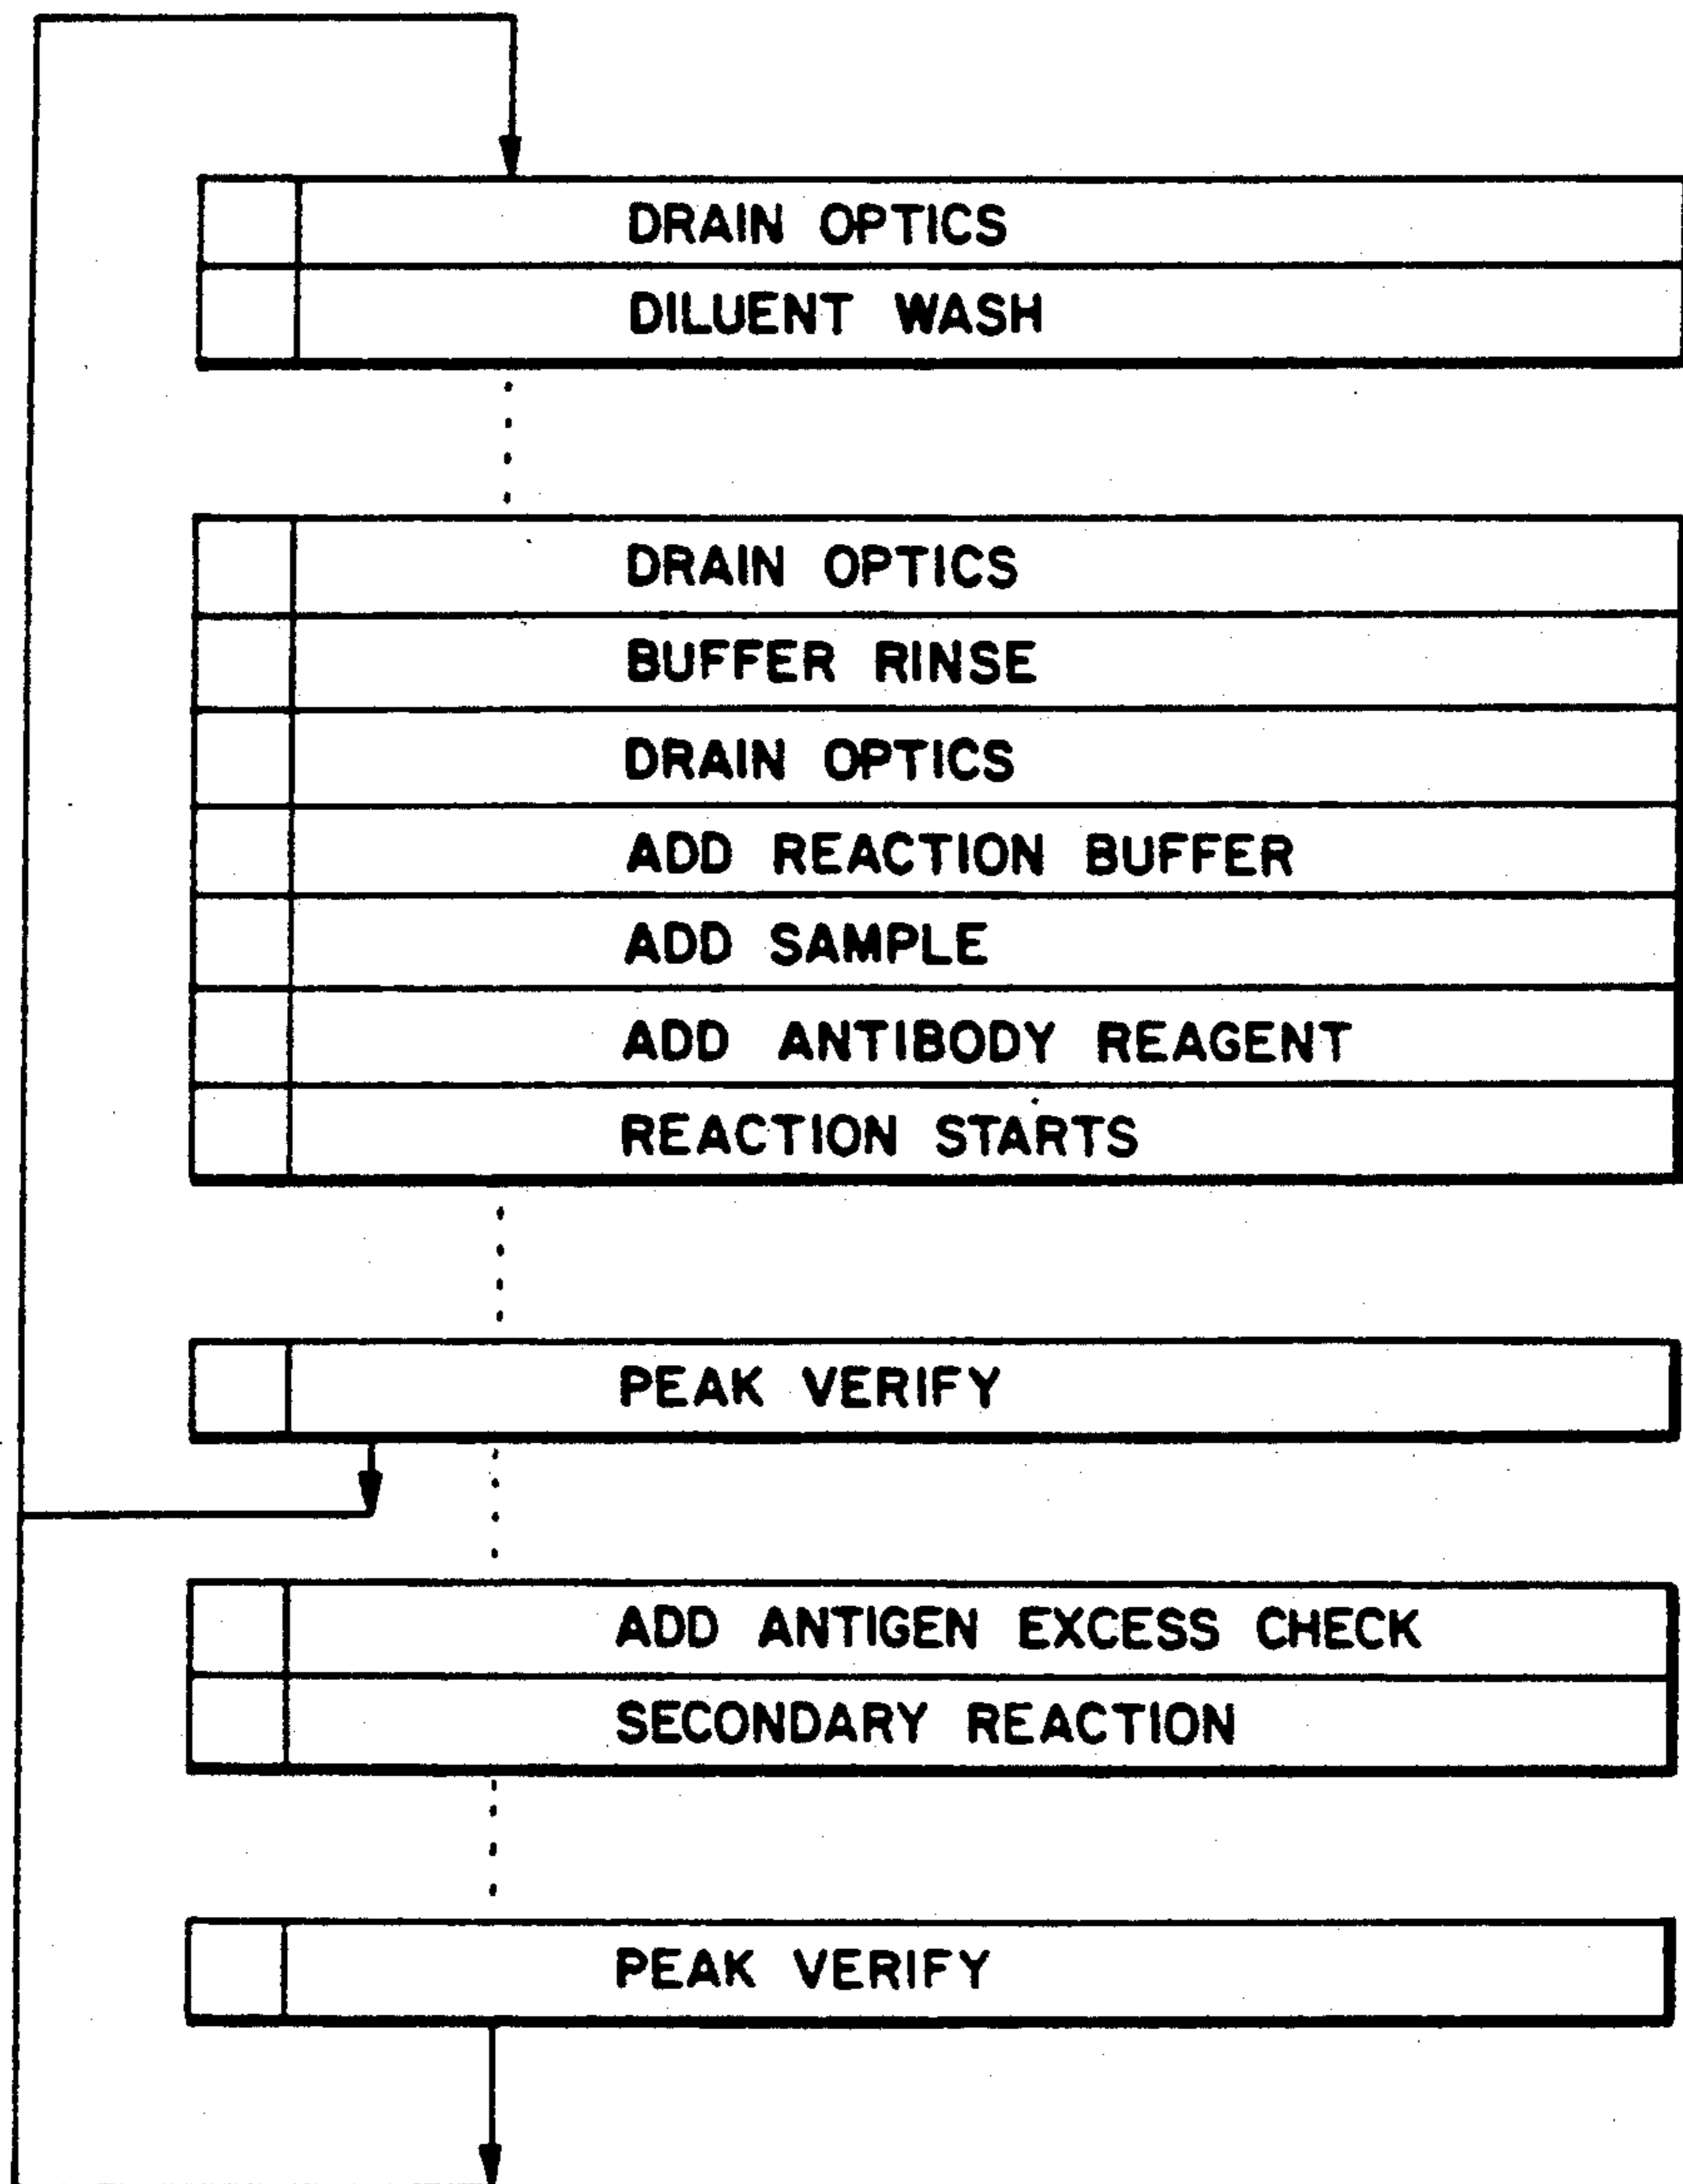 DRAIN OPTICS
DILUENT WASH
DRAIN OPTICS
BUFFER RINSE
DRAIN OPTICS
ADD REACTION BUFFER
ADD SAMPLE
ADD ANTIBODY REAGENT
REACTION STARTS
PEAK VERIFY
ADD ANTIGEN EXCESS CHECK
SECONDARY REACTION
PEAK VERIFY